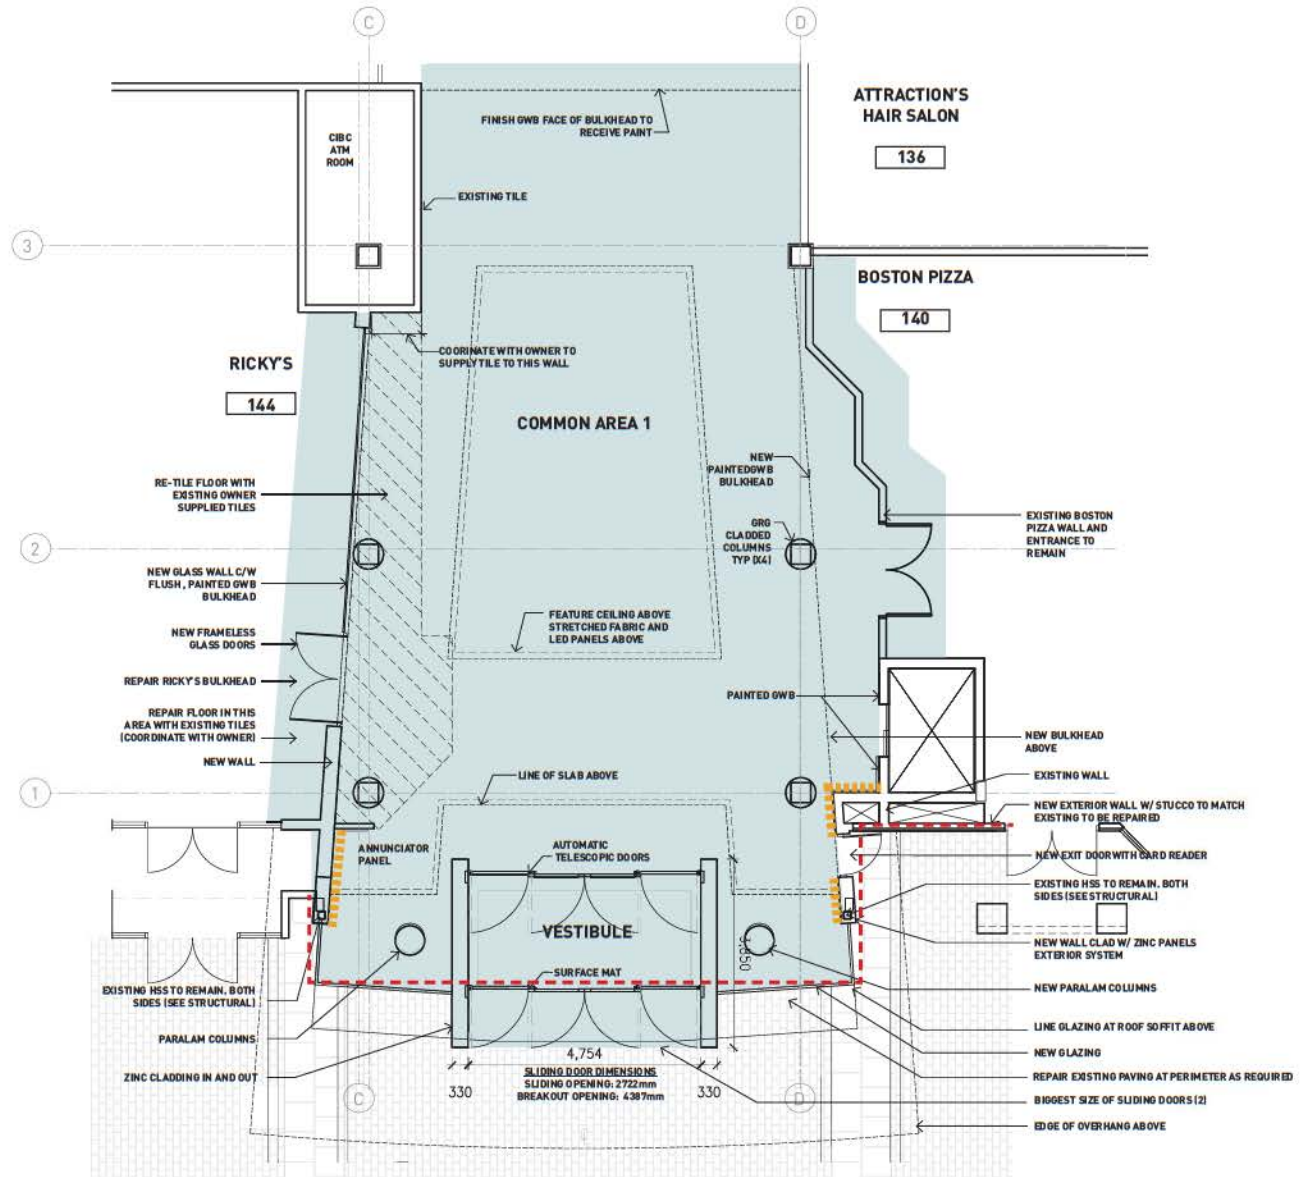 C
D
ATTRACTION'S
HAIR SALON
136
FINISH GWB FACE OF BULKHEAD TO
RECEIVE PAINT
CIBC
ATM
ROOM
EXISTING TILE
3
BOSTON PIZZA
140
COORINATE WITH OWNER TO
SUPPLY TILE TO THIS WALL
RICKY'S
144
COMMON AREA 1
NEW
PAINTEDGWB
BULKHEAD
RE-TILE FLOOR WITH
EXISTING OWNER
SUPPLIED TILES
GRG
CLADDED
COLUMNS
TYP (X4)
EXISTING BOSTON
PIZZA WALL AND
ENTRANCE TO
REMAIN
2
NEW GLASS WALL C/W
FLUSH, PAINTED GWB
BULKHEAD
FEATURE CEILING ABOVE
STRETCHED FABRIC AND
LED PANELS ABOVE
NEW FRAMELESS
GLASS DOORS
REPAIR RICKY'S BULKHEAD
PAINTED GWB
REPAIR FLOOR IN THIS
AREA WITH EXISTING TILES
(COORDINATE WITH OWNER)
NEW WALL
NEW BULKHEAD
ABOVE
LINE OF SLAB ABOVE
EXISTING WALL
1
NEW EXTERIOR WALL W/ STUCCO TO MATCH
EXISTING TO BE REPAIRED
ANNUNCIATOR
PANEL
AUTOMATIC
TELESCOPIC DOORS
NEW EXIT DOOR WITH CARD READER
EXISTING HSS TO REMAIN. BOTH
SIDES (SEE STRUCTURAL)
VESTIBULE
3,850
NEW WALL CLAD W/ ZINC PANELS
EXTERIOR SYSTEM
SURFACE MAT
EXISTING HSS TO REMAIN. BOTH
SIDES (SEE STRUCTURAL)
NEW PARALAM COLUMNS
PARALAM COLUMNS
LINE GLAZING AT ROOF SOFFIT ABOVE
4,754
NEW GLAZING
ZINC CLADDING IN AND OUT
SLIDING DOOR DIMENSIONS
SLIDING OPENING: 2722mm
BREAKOUT OPENING: 4387mm
330
330
REPAIR EXISTING PAVING AT PERIMETER AS REQUIRED
C
D
BIGGEST SIZE OF SLIDING DOORS (2)
EDGE OF OVERHANG ABOVE